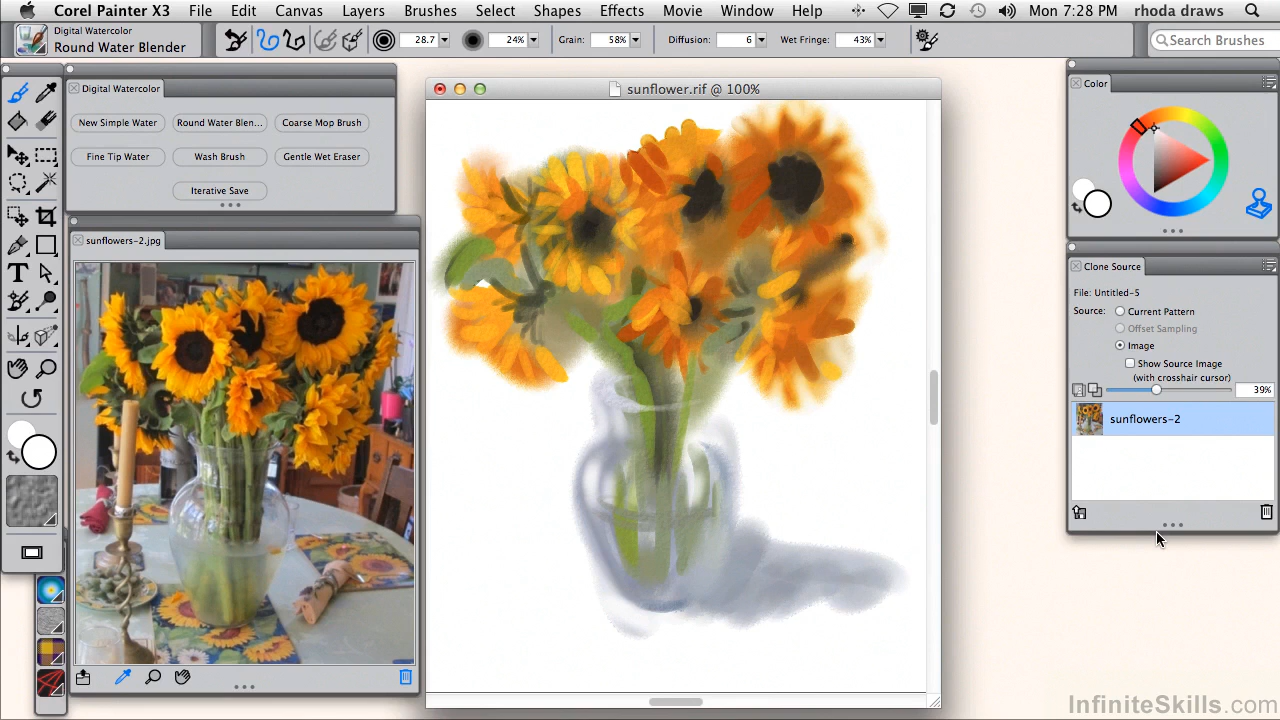 Corel Painter X3 File Edit Canvas Layers Brushes Select Shapes Effects Movie Window Help Mon 7:28 PM rhoda draws
Digital Watercolor
Round Water Blender
28.7 24% Grain: 58% Diffusion: 6 Wet Fringe: 43% Search Brushes
Digital Watercolor
New Simple Water Round Water Blen... Coarse Mop Brush
Fine Tip Water Wash Brush Gentle Wet Eraser
Iterative Save
sunflowers-2.jpg
sunflower.rif @ 100%
Color
Clone Source
File: Untitled-5
Source: Current Pattern
Offset Sampling
Image
Show Source Image
(with crosshair cursor)
39%
sunflowers-2
T
InfiniteSkills.com